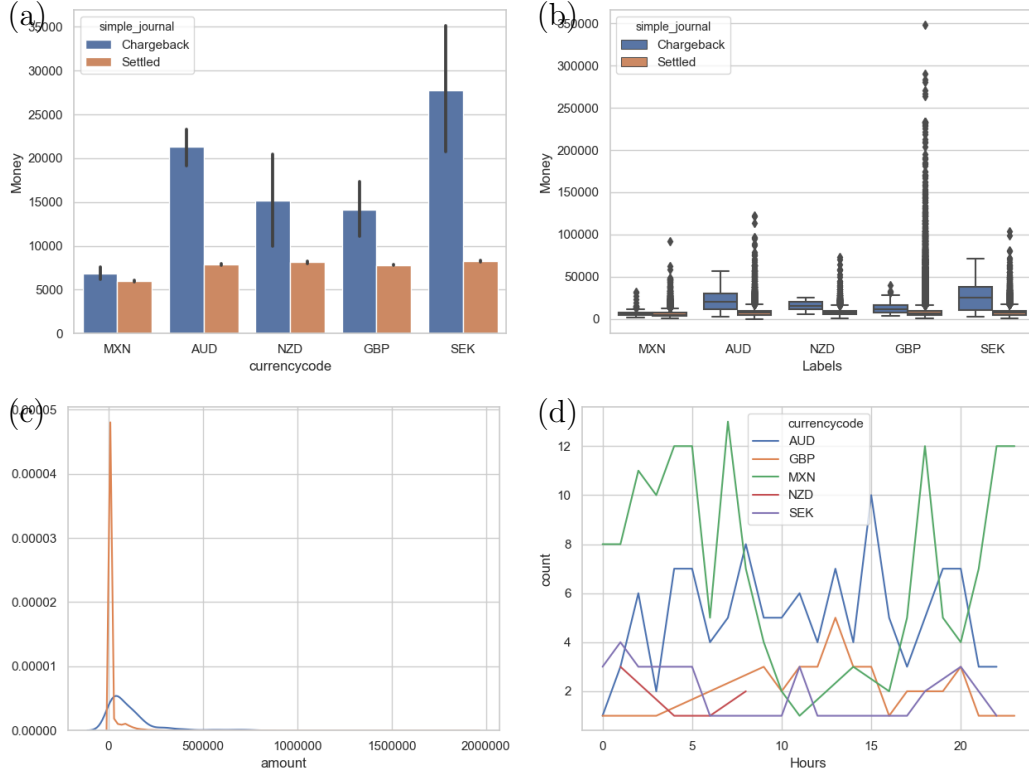 (a)
simple_journal
Chargeback
Settled
35000
30000
25000
20000
15000
10000
5000
0
Money
MXN AUD NZD GBP SEK
currencycode
(b)
simple_journal
Chargeback
Settled
350000
300000
250000
200000
150000
100000
50000
0
Money
MXN AUD NZD GBP SEK
Labels
(c)
0.00005
0.00004
0.00003
0.00002
0.00001
0.00000
0 500000 1000000 1500000 2000000
amount
(d)
currencycode
AUD
GBP
MXN
NZD
SEK
12
10
8
6
4
2
count
0 5 10 15 20
Hours